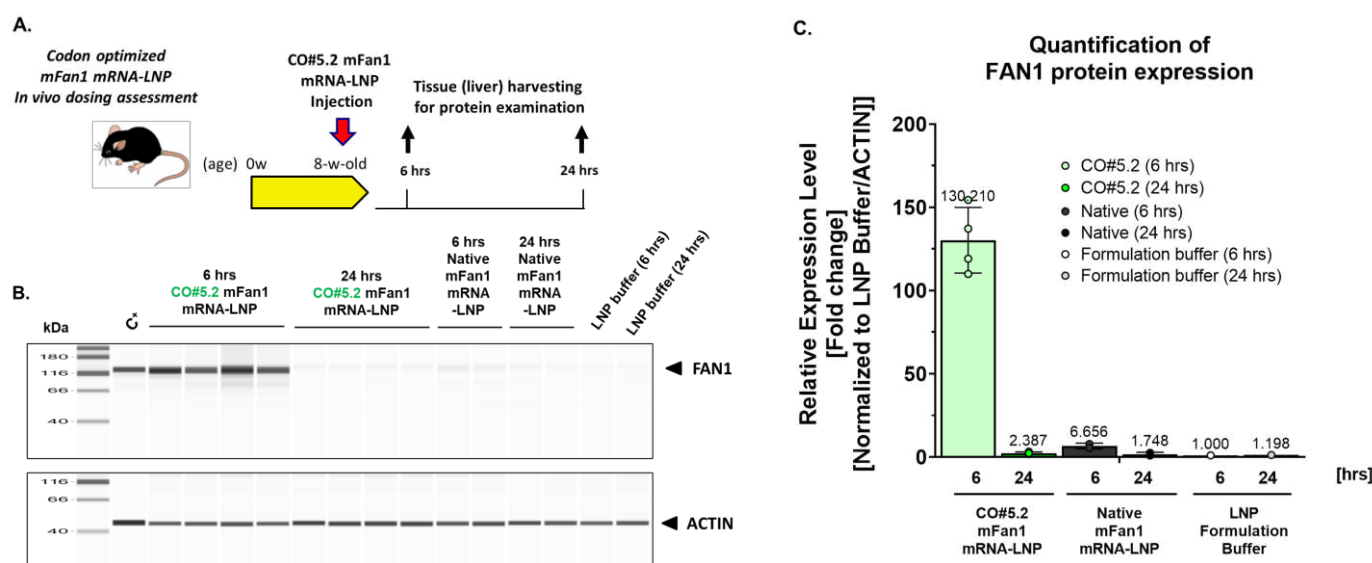 A.
Codon optimized
mFan1 mRNA-LNP
In vivo dosing assessment
CO#5.2 mFan1
mRNA-LNP
Injection
Tissue (liver) harvesting
for protein examination
(age) 0w 8-w-old 6 hrs 24 hrs
B.
kDa
C+
6 hrs
CO#5.2 mFan1
mRNA-LNP
24 hrs
CO#5.2 mFan1
mRNA-LNP
6 hrs
Native
mFan1
mRNA
-LNP
24 hrs
Native
mFan1
mRNA
-LNP
LNP buffer (6 hrs)
LNP buffer (24 hrs)
180
116
66
40
FAN1
116
66
40
ACTIN
C.
Quantification of
FAN1 protein expression
Relative Expression Level
[Fold change]
[Normalized to LNP Buffer/ACTIN]]
200
150
100
50
0
CO#5.2 (6 hrs)
CO#5.2 (24 hrs)
Native (6 hrs)
Native (24 hrs)
Formulation buffer (6 hrs)
Formulation buffer (24 hrs)
130.210
2.387
6.656
1.748
1.000
1.198
6 24 6 24 6 24 [hrs]
CO#5.2
mFan1
mRNA-LNP
Native
mFan1
mRNA-LNP
LNP
Formulation
Buffer